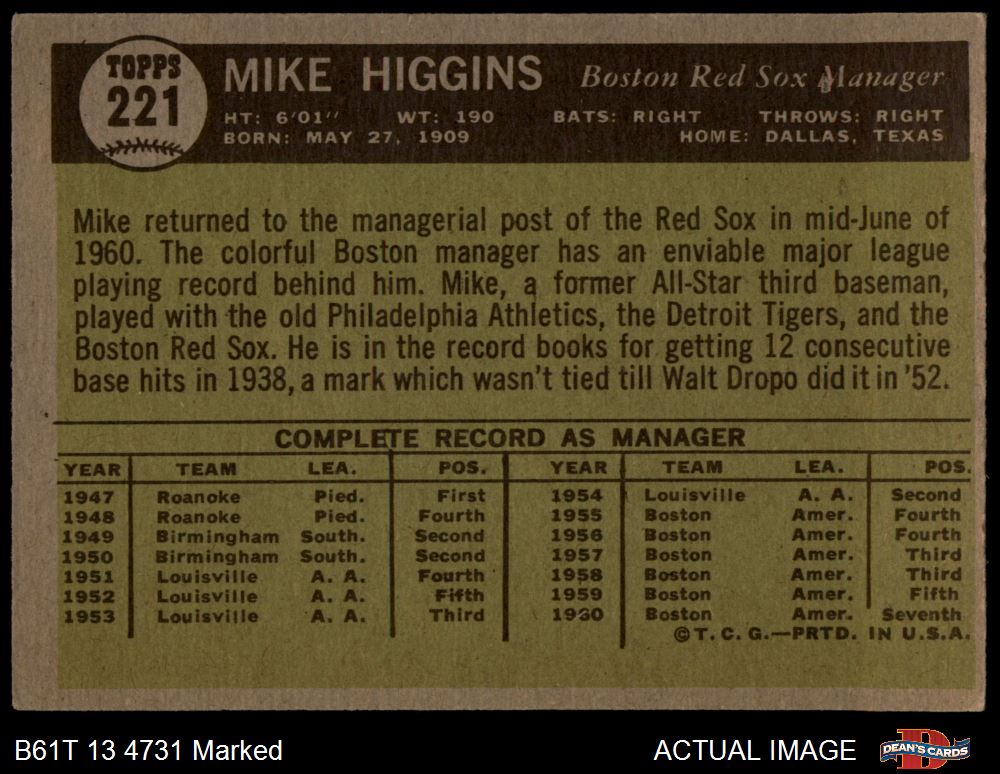 TOPPS
221
MIKE HIGGINS Boston Red Sox Manager
HT: 6'01" WT: 190 BATS: RIGHT THROWS: RIGHT
BORN: MAY 27, 1909 HOME: DALLAS, TEXAS
Mike returned to the managerial post of the Red Sox in mid-June of
1960. The colorful Boston manager has an enviable major league
playing record behind him. Mike, a former All-Star third baseman,
played with the old Philadelphia Athletics, the Detroit Tigers, and the
Boston Red Sox. He is in the record books for getting 12 consecutive
base hits in 1938, a mark which wasn't tied till Walt Dropo did it in '52.
COMPLETE RECORD AS MANAGER
YEAR TEAM LEA. POS. YEAR TEAM LEA. POS.
1947 Roanoke Pied. First 1954 Louisville A. A. Second
1948 Roanoke Pied. Fourth 1955 Boston Amer. Fourth
1949 Birmingham South. Second 1956 Boston Amer. Fourth
1950 Birmingham South. Second 1957 Boston Amer. Third
1951 Louisville A. A. Fourth 1958 Boston Amer. Third
1952 Louisville A. A. Fifth 1959 Boston Amer. Fifth
1953 Louisville A. A. Third 1960 Boston Amer. Seventh
©T. C. G.—PRTD. IN U.S.A.
B61T 13 4731 Marked ACTUAL IMAGE DEAN'S CARDS